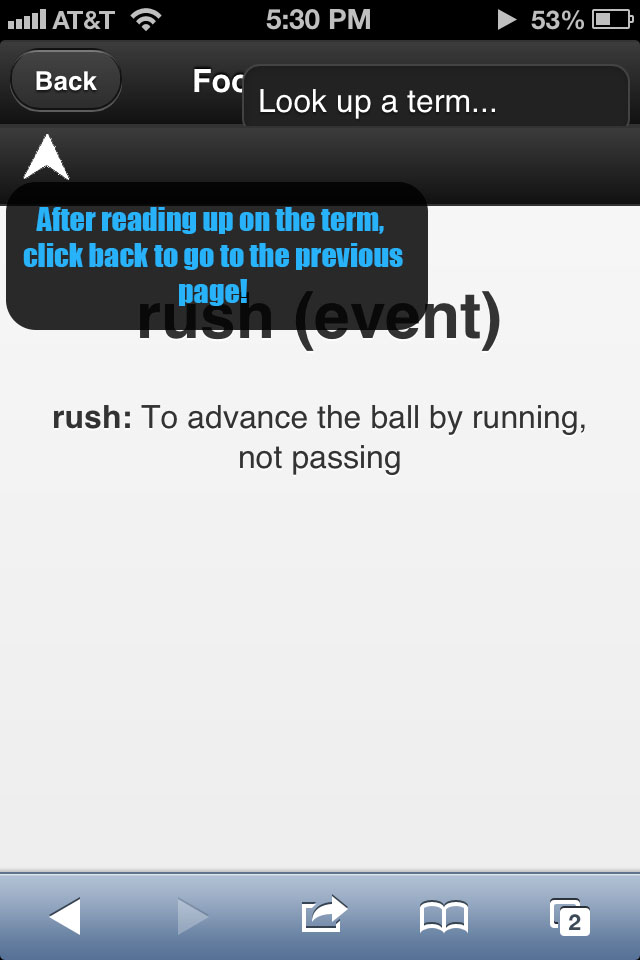 AT&T 5:30 PM 53%
Back Foo
Look up a term...
After reading up on the term,
click back to go to the previous
page!
rush (event)
rush: To advance the ball by running,
not passing
2